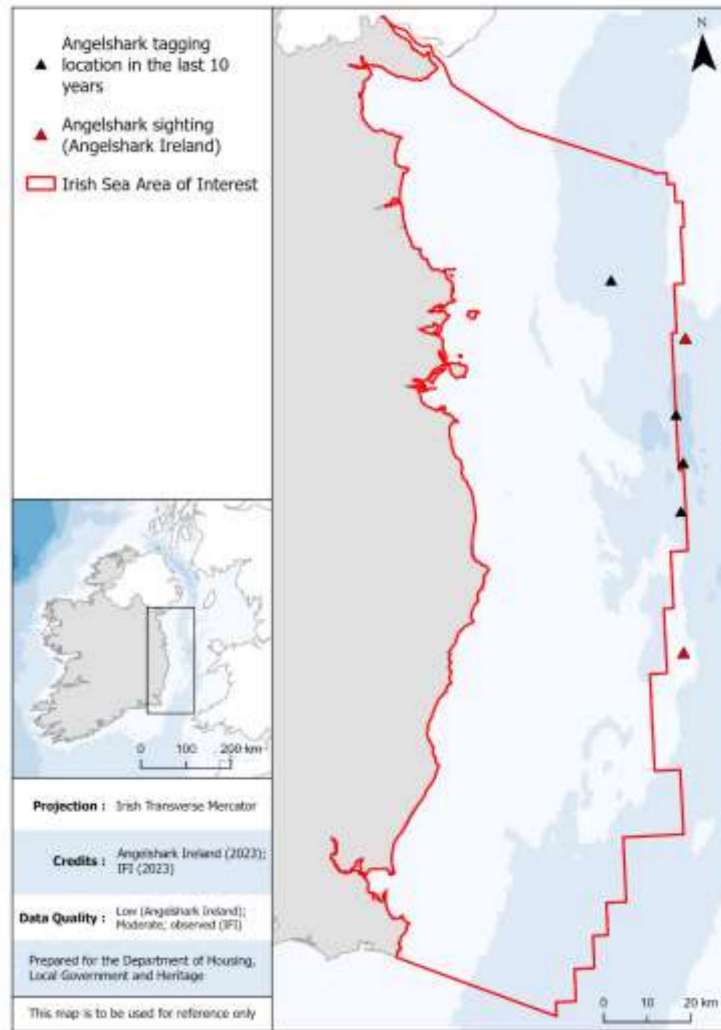 Angelshark tagging
location in the last 10
years
Angelshark sighting
(Angelshark Ireland)
Irish Sea Area of Interest
N
0 100 200 km
Projection : Irish Transverse Mercator
Credits : Angelshark Ireland (2023);
IFI (2023)
Data Quality : Low (Angelshark Ireland);
Moderate; observed (IFI)
Prepared for the Department of Housing,
Local Government and Heritage
This map is to be used for reference only
0 10 20 km